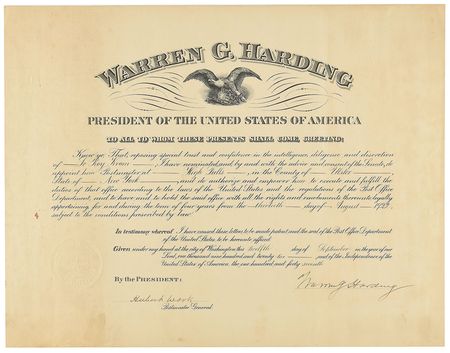 WARREN G. HARDING
PRESIDENT OF THE UNITED STATES OF AMERICA
TO ALL TO WHOM THESE PRESENTS SHALL COME, GREETING:
Know ye, That, reposing special trust and confidence in the intelligence, diligence and discretion
of Roy I have nominated and by and with the advice and consent of the Senate, do
appoint him Postmaster at High Falls, in the County of Ulster,
State of New York, and do authorize and empower him to execute and fulfil the
duties of that office according to the laws of the United States and the regulations of the Post Office
Department, and to have and to hold the said office with all the rights and emoluments thereunto legally
appertaining for and during the term of four years from the day of August 1922,
subject to the conditions prescribed by law.
In testimony whereof I have caused these letters to be made patent and the seal of the Post Office Department
of the United States to be hereunto affixed.
Given under my hand at the city of Washington the twelfth day of September in the year of our
Lord, one thousand nine hundred and twenty-two and of the Independence of the
United States of America, the one hundred and forty seventh
By the PRESIDENT:
Warren G Harding
Hubert Work
Postmaster General.